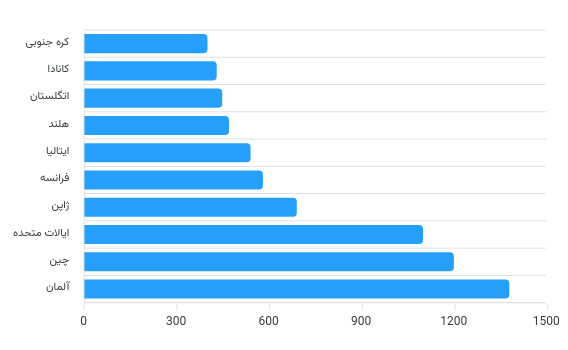 کره جنوبی
کانادا
انگلستان
هلند
ایتالیا
فرانسه
ژاپن
ایالات متحده
چین
آلمان
0 300 600 900 1200 1500